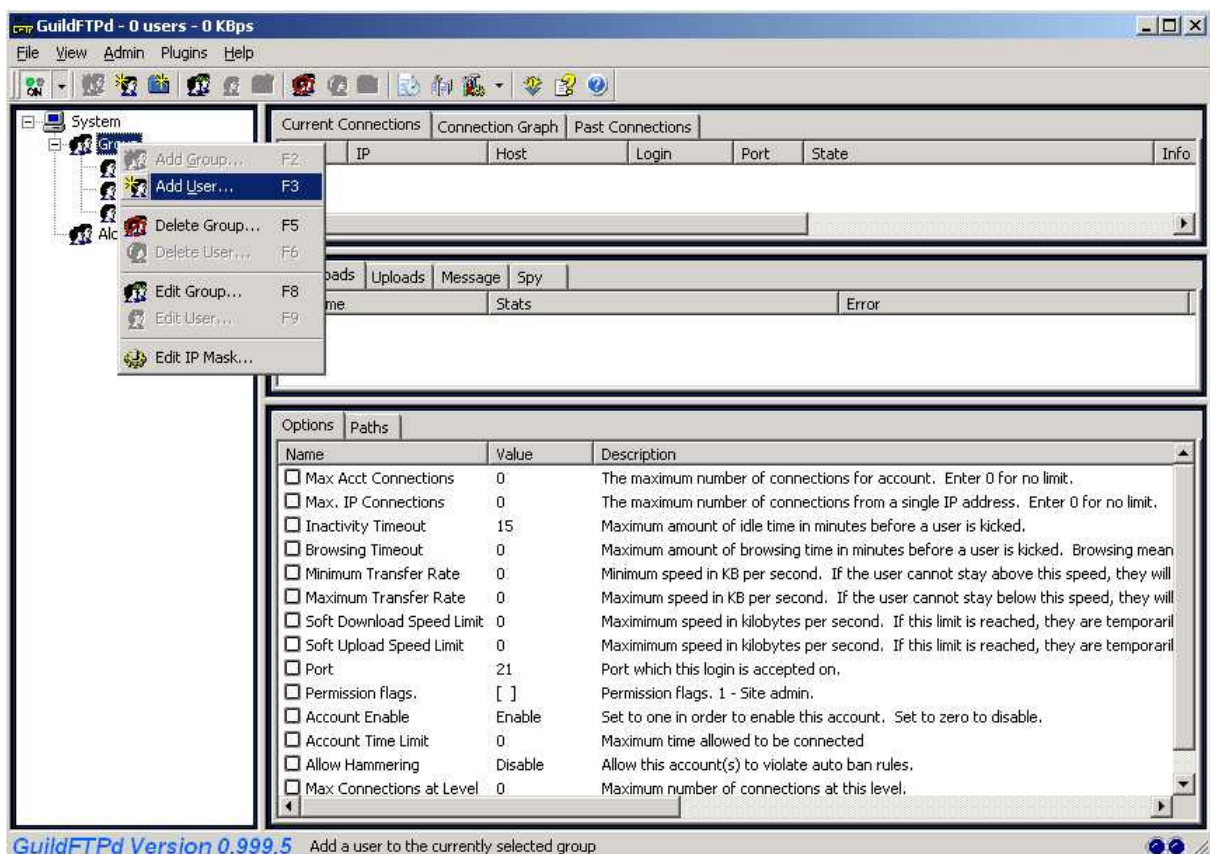 GuildFTPd - 0 users - 0 KBps
File View Admin Plugins Help
ON
System
Current Connections Connection Graph Past Connections
IP Host Login Port State Info
Add Group... F2
Add User... F3
Delete Group... F5
Delete User... F6
Edit Group... F8
Edit User... F9
Edit IP Mask...
Uploads Message Spy
Stats Error
Options Paths
Name Value Description
Max Acct Connections 0 The maximum number of connections for account. Enter 0 for no limit.
Max. IP Connections 0 The maximum number of connections from a single IP address. Enter 0 for no limit.
Inactivity Timeout 15 Maximum amount of idle time in minutes before a user is kicked.
Browsing Timeout 0 Maximum amount of browsing time in minutes before a user is kicked. Browsing mean
Minimum Transfer Rate 0 Minimum speed in KB per second. If the user cannot stay above this speed, they will
Maximum Transfer Rate 0 Maximum speed in KB per second. If the user cannot stay below this speed, they will
Soft Download Speed Limit 0 Maximimum speed in kilobytes per second. If this limit is reached, they are temporaril
Soft Upload Speed Limit 0 Maximimum speed in kilobytes per second. If this limit is reached, they are temporaril
Port 21 Port which this login is accepted on.
Permission flags. [ ] Permission flags. 1 - Site admin.
Account Enable Enable Set to one in order to enable this account. Set to zero to disable.
Account Time Limit 0 Maximum time allowed to be connected
Allow Hammering Disable Allow this account(s) to violate auto ban rules.
Max Connections at Level 0 Maximum number of connections at this level.
GuildFTPd Version 0.999.5 Add a user to the currently selected group